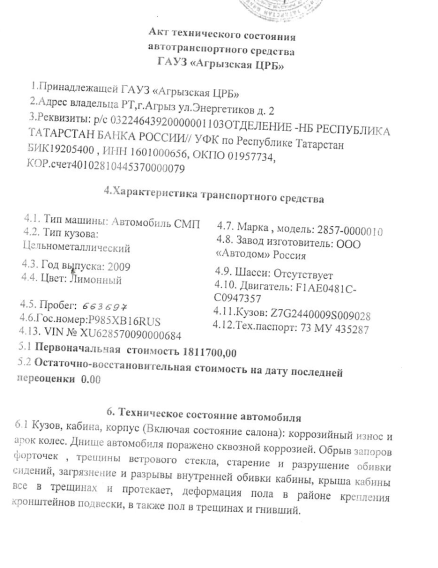 Акт технического состояния
автотранспортного средства
ГАУЗ «Агрызская ЦРБ»
1.Принадлежащей ГАУЗ «Агрызская ЦРБ»
2.Адрес владельца РТ,г.Агрыз ул.Энергетиков д. 2
3.Реквизиты: р/с 03224643920000001103ОТДЕЛЕНИЕ -НБ РЕСПУБЛИКА
ТАТАРСТАН БАНКА РОССИИ// УФК по Республике Татарстан
БИК19205400 , ИНН 1601000656, ОКПО 01957734,
КОР.счет40102810445370000079
4.Характеристика транспортного средства
4.1. Тип машины: Автомобиль СМП
4.2. Тип кузова:
Цельнометаллический
4.3. Год выпуска: 2009
4.4. Цвет: Лимонный
4.5. Пробег: 663697
4.6.Гос.номер:Р985ХВ16RUS
4.13. VIN № XU628570090000684
4.7. Марка , модель: 2857-0000010
4.8. Завод изготовитель: ООО
«Автодом» Россия
4.9. Шасси: Отсутствует
4.10. Двигатель: F1AE0481C-
C0947357
4.11.Кузов: Z7G2440009S009028
4.12.Тех.паспорт: 73 МУ 435287
5.1 Первоначальная стоимость 1811700,00
5.2 Остаточно-восстановительная стоимость на дату последней
переоценки 0.00
6. Техническое состояние автомобиля
6.1 Кузов, кабина, корпус (Включая состояние салона): коррозийный износ и
арок колес. Днище автомобиля поражено сквозной коррозией. Обрыв запоров
форточек , трещины ветрового стекла, старение и разрушение обивки
сидений, загрязнение и разрывы внутренней обивки кабины, крыша кабины
все в трещинах и протекает, деформация пола в районе крепления
кронштейнов подвески, в также пол в трещинах и гнивший.